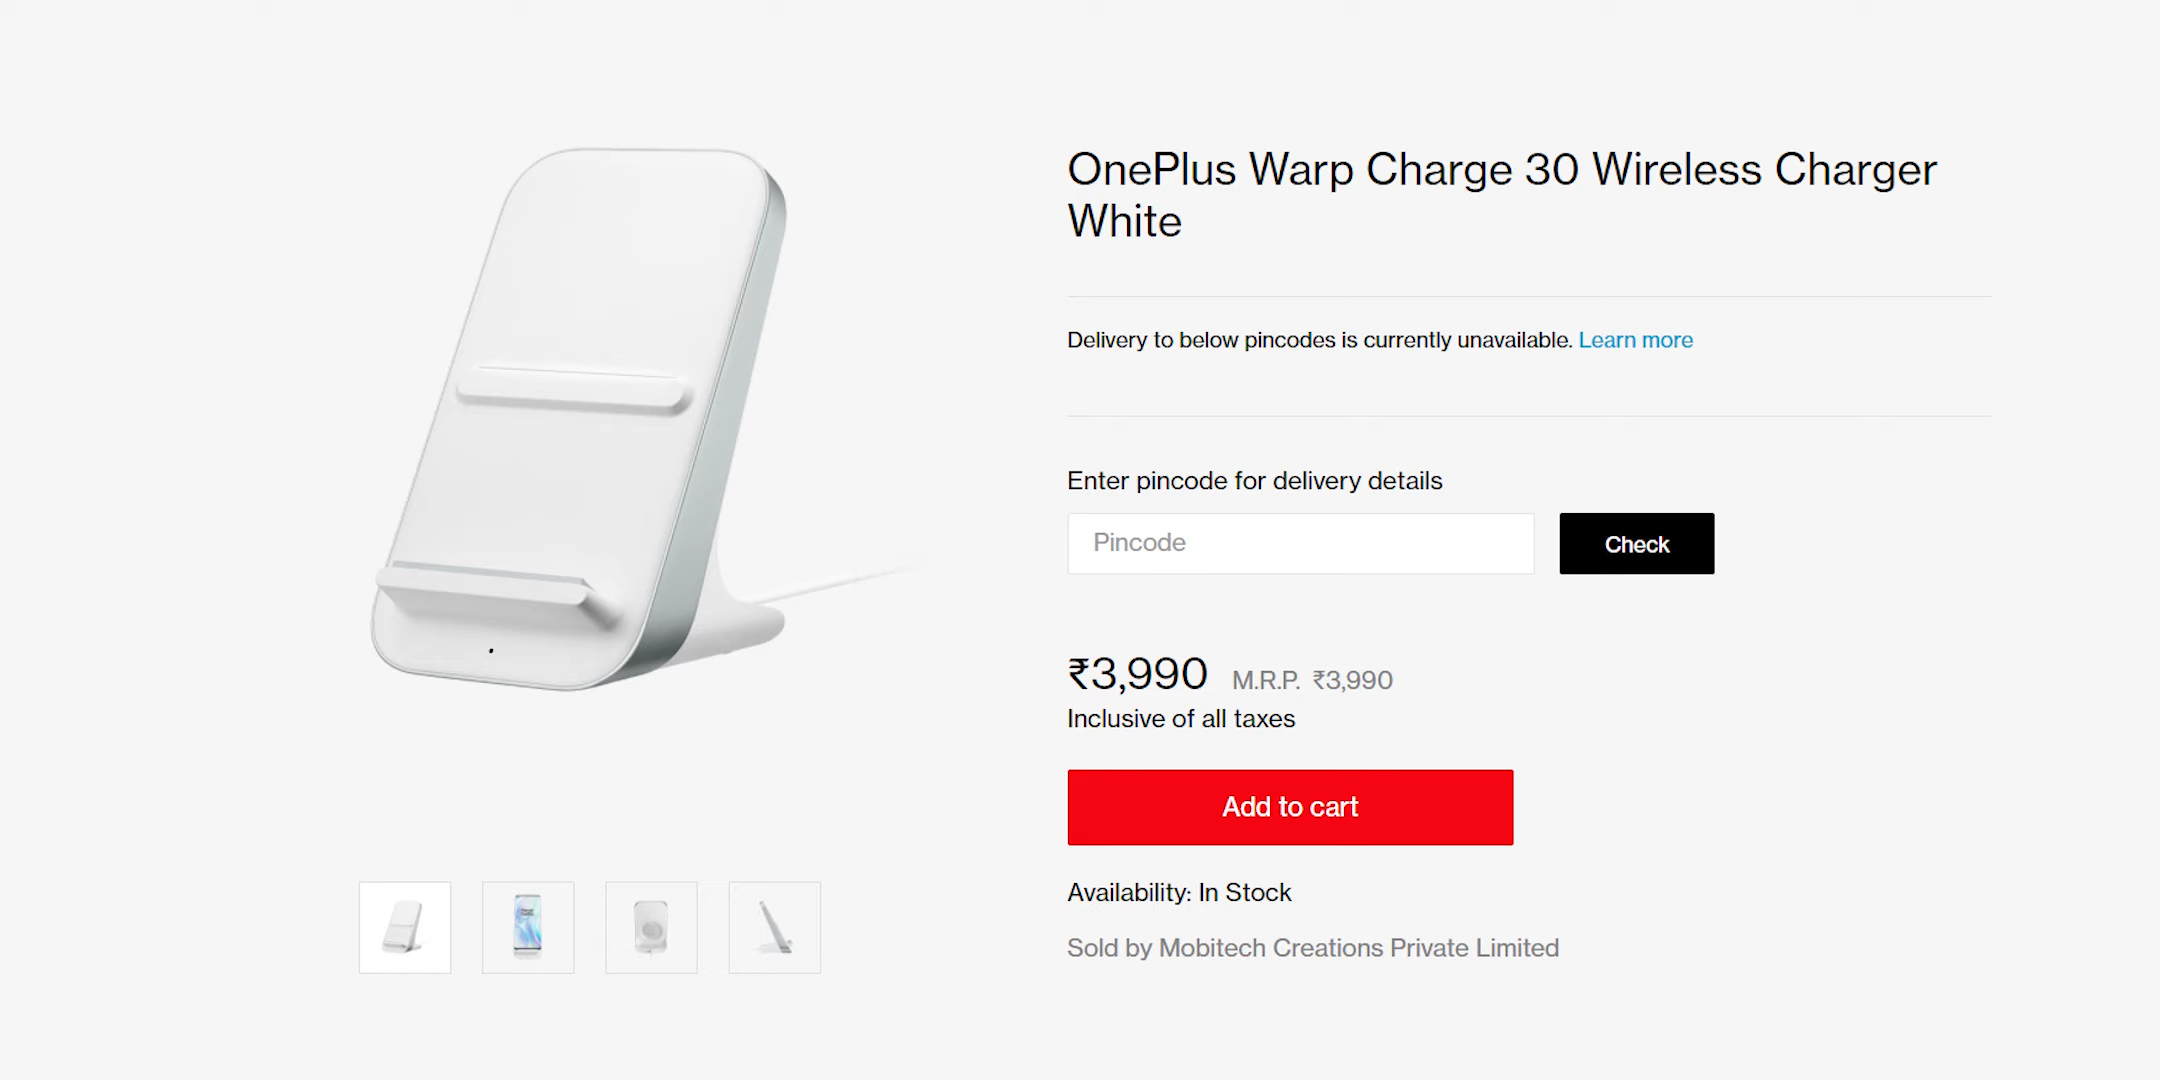 OnePlus Warp Charge 30 Wireless Charger
White
Delivery to below pincodes is currently unavailable. Learn more
Enter pincode for delivery details
Pincode
Check
₹3,990 M.R.P. ₹3,990
Inclusive of all taxes
Add to cart
Availability: In Stock
Sold by Mobitech Creations Private Limited